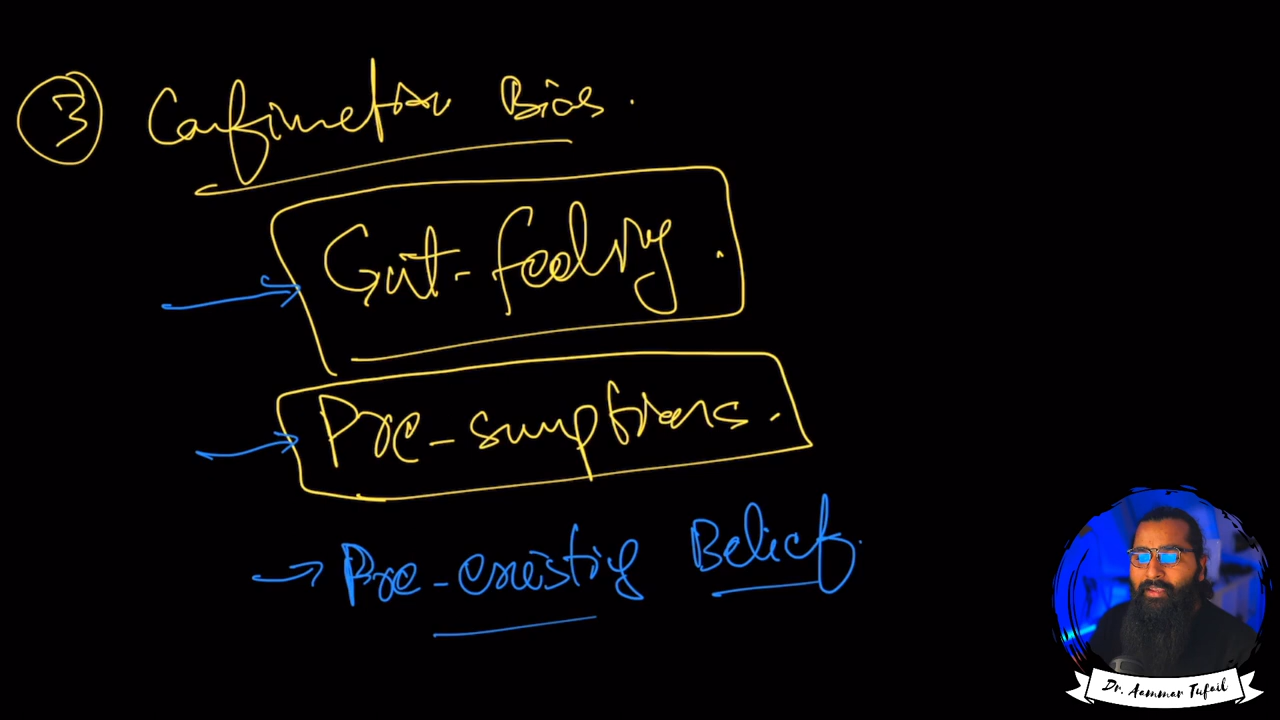 3 Confirmation Bias.
Gut-feeling.
Pre-sumptions.
→ Pre-existing Belief.
Dr. Aammar Tufail